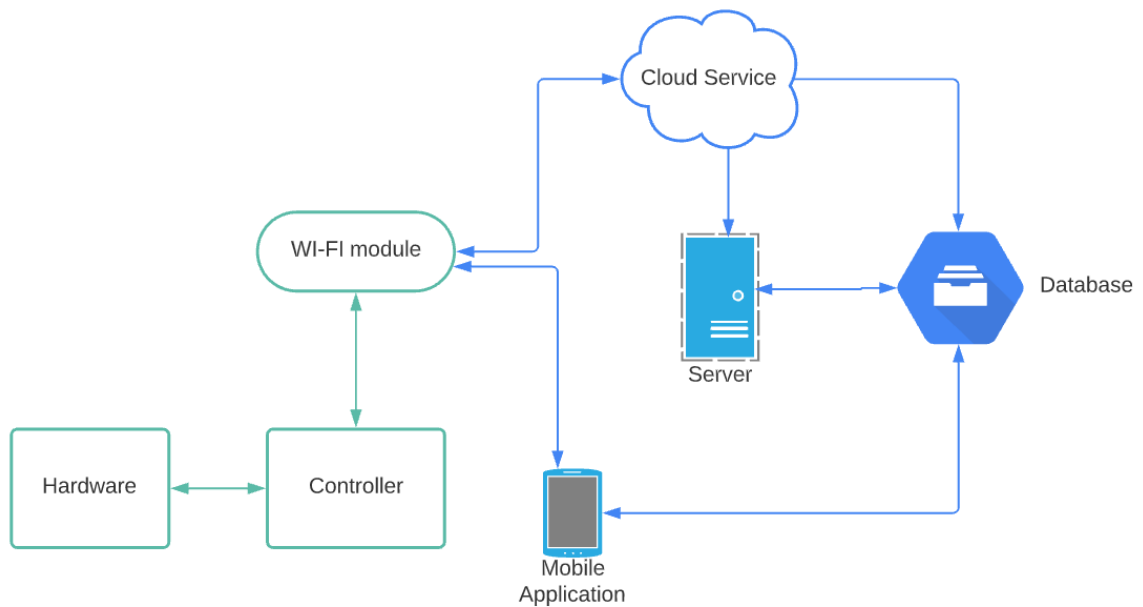 Cloud Service
WI-FI module
Database
Server
Hardware
Controller
Mobile
Application